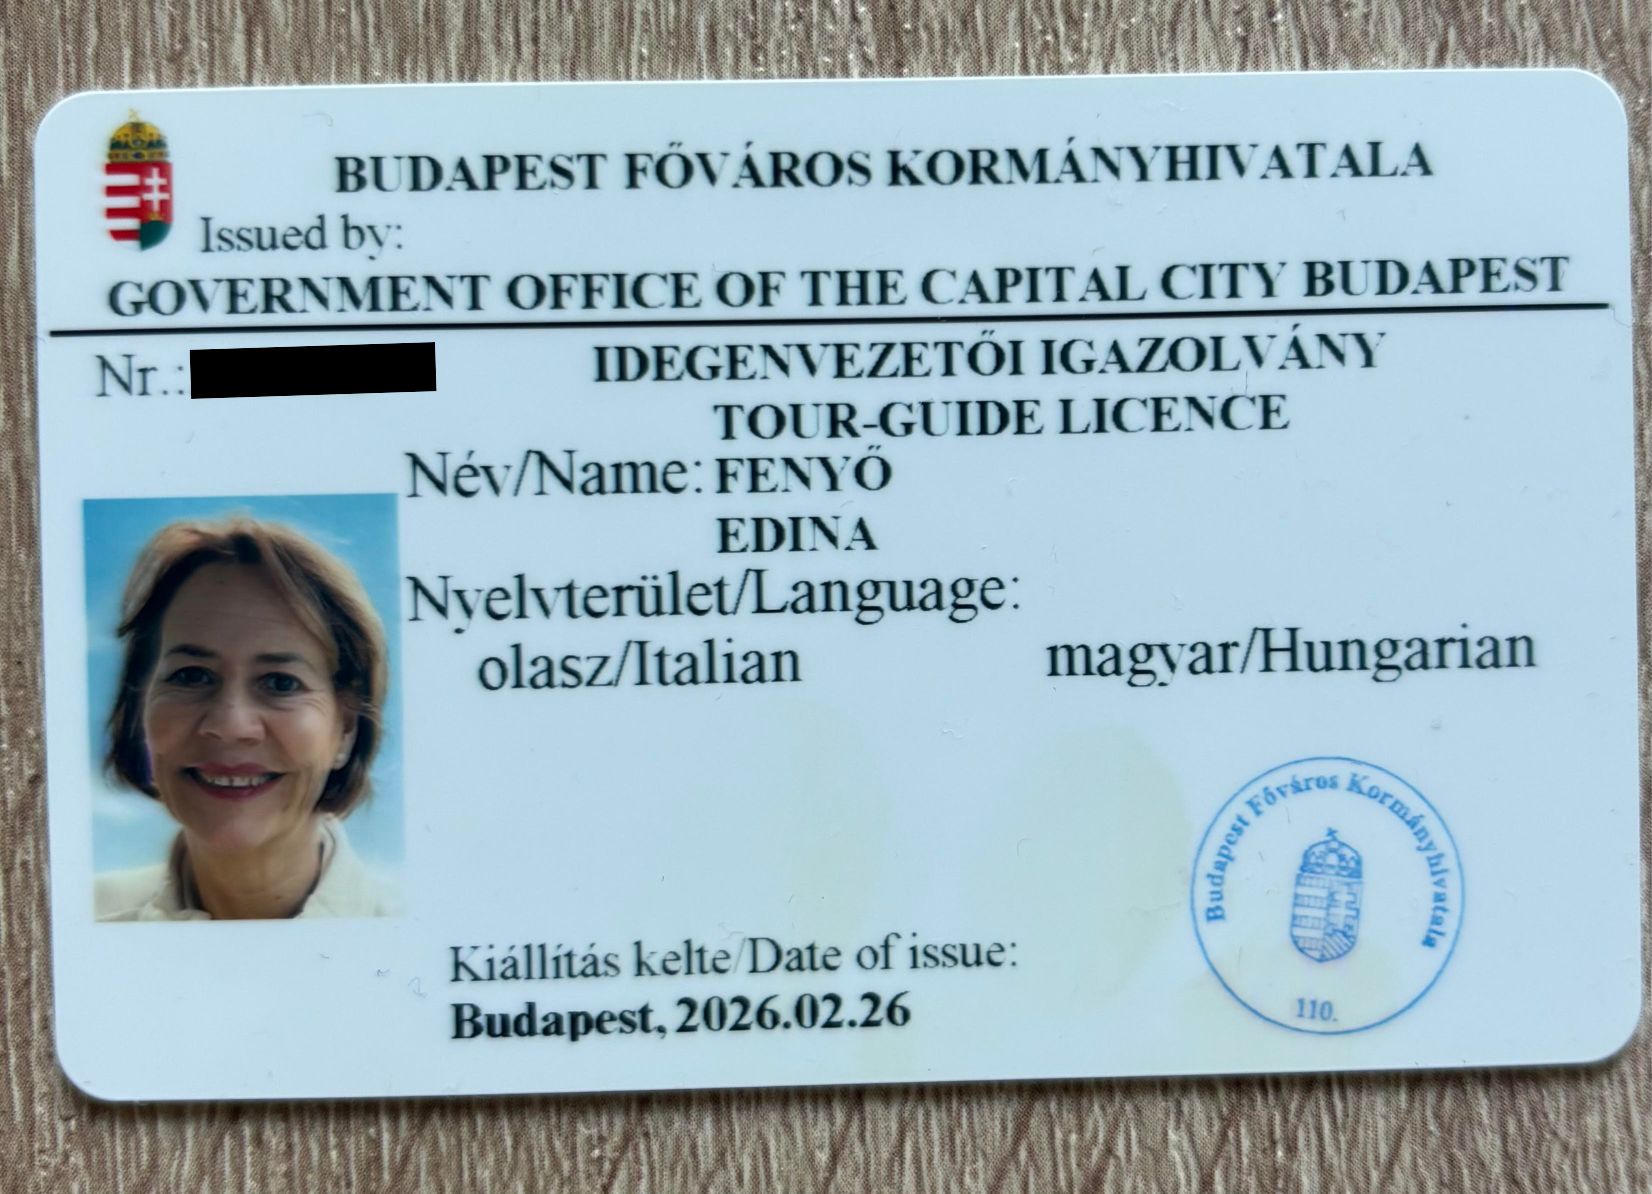 BUDAPEST FŐVÁROS KORMÁNYHIVATALA
Issued by:
GOVERNMENT OFFICE OF THE CAPITAL CITY BUDAPEST
Nr.:
IDEGENVEZETŐI IGAZOLVÁNY
TOUR-GUIDE LICENCE
Név/Name: FENYŐ
EDINA
Nyelvterület/Language:
olasz/Italian magyar/Hungarian
Kiállítás kelte/Date of issue:
Budapest, 2026.02.26
Budapest Főváros Kormányhivatala
110.